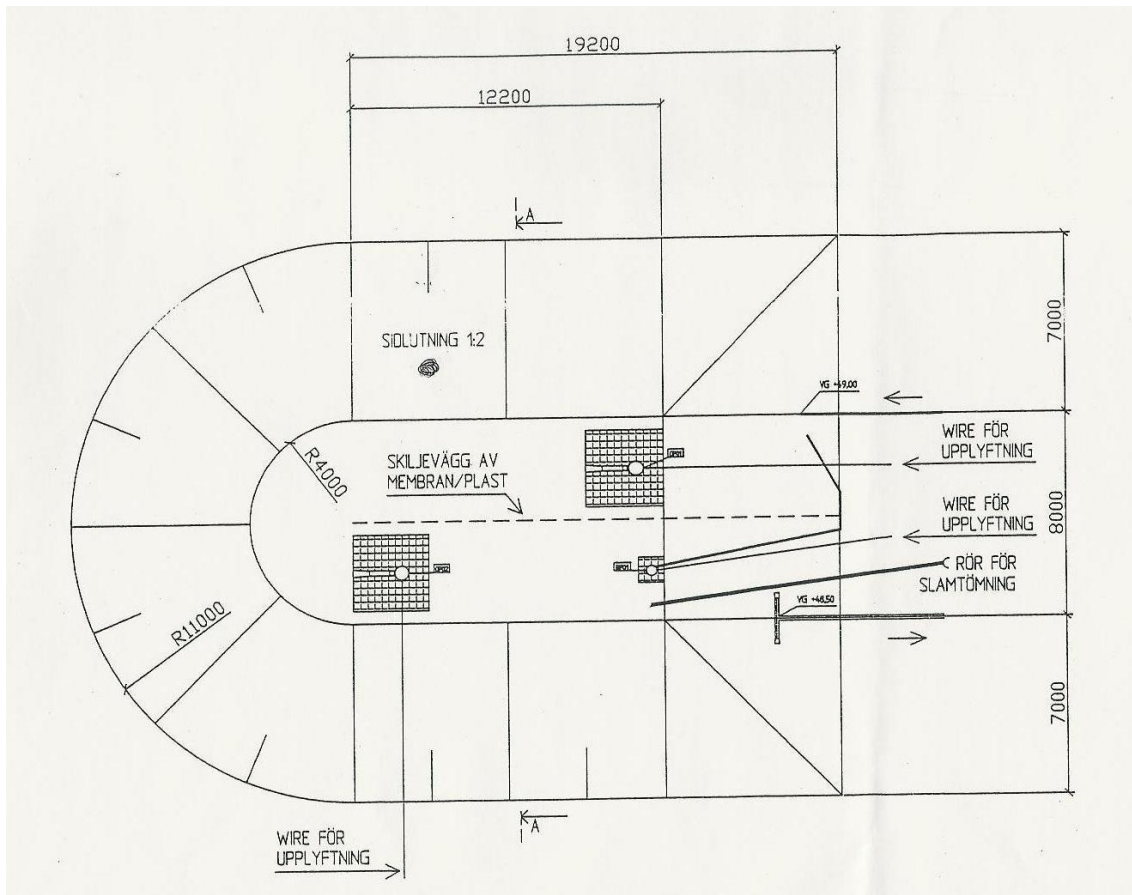 19200
12200
A
SIDLUTNING 1:2
7000
VG +49,00
WIRE FÖR
UPPLYFTNING
R4000
SKILJEVÄGG AV
MEMBRAN/PLAST
WIRE FÖR
UPPLYFTNING
8000
RÖR FÖR
SLAMTÖMNING
VG +48,50
R11000
7000
A
WIRE FÖR
UPPLYFTNING